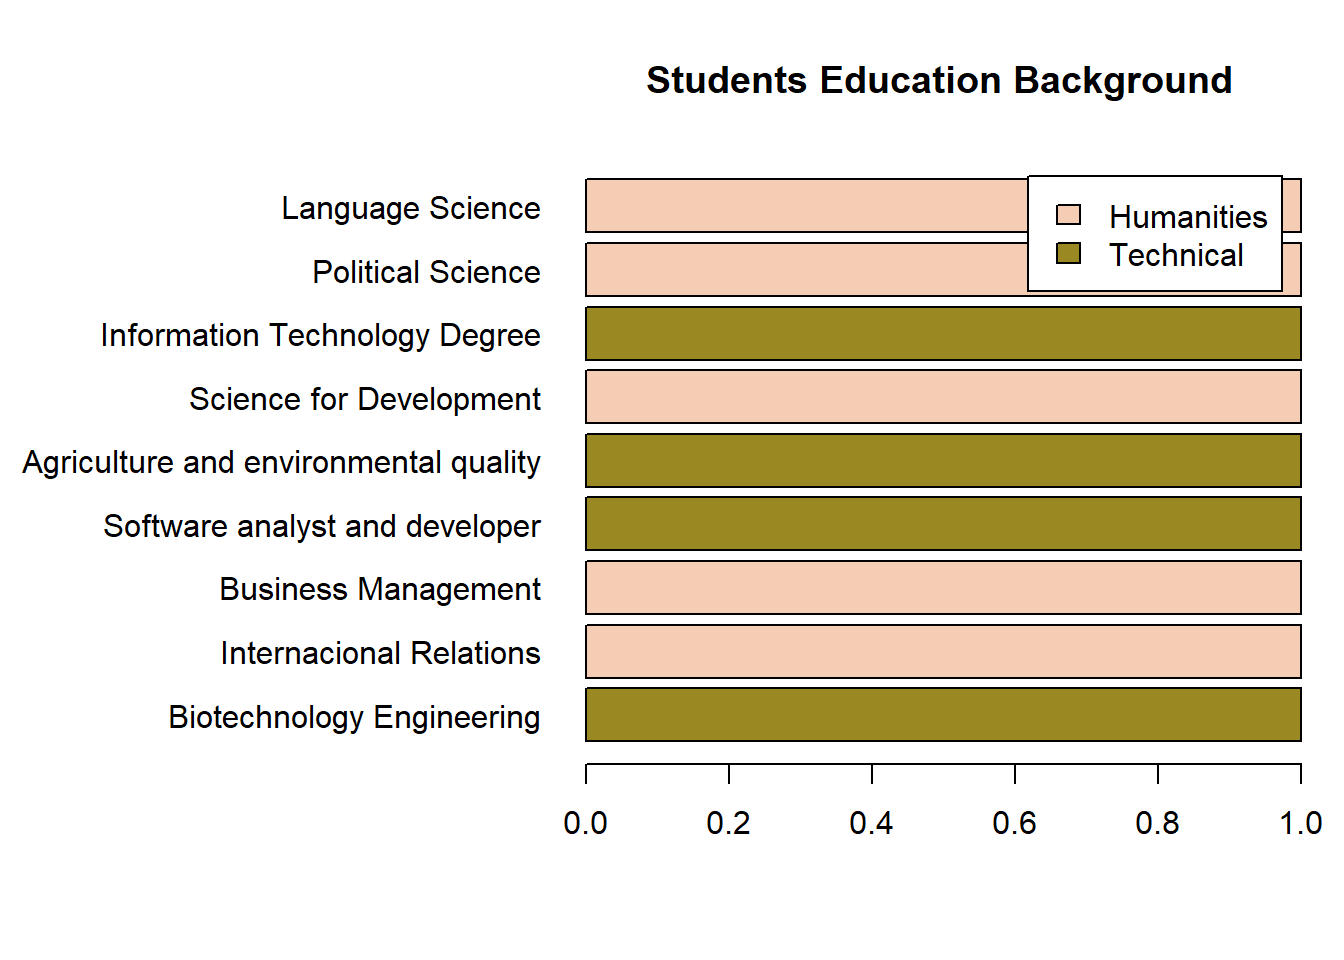 Students Education Background
Language Science
Humanities
Technical
Political Science
Information Technology Degree
Science for Development
Agriculture and environmental quality
Software analyst and developer
Business Management
Internacional Relations
Biotechnology Engineering
0.0 0.2 0.4 0.6 0.8 1.0